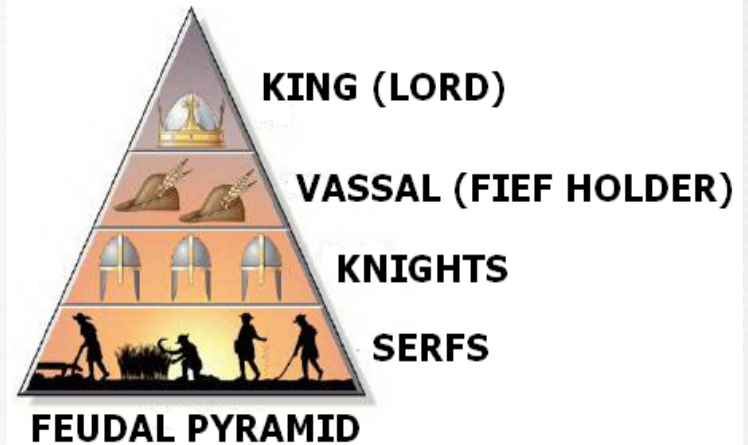 KING (LORD)
VASSAL (FIEF HOLDER)
KNIGHTS
SERFS
FEUDAL PYRAMID